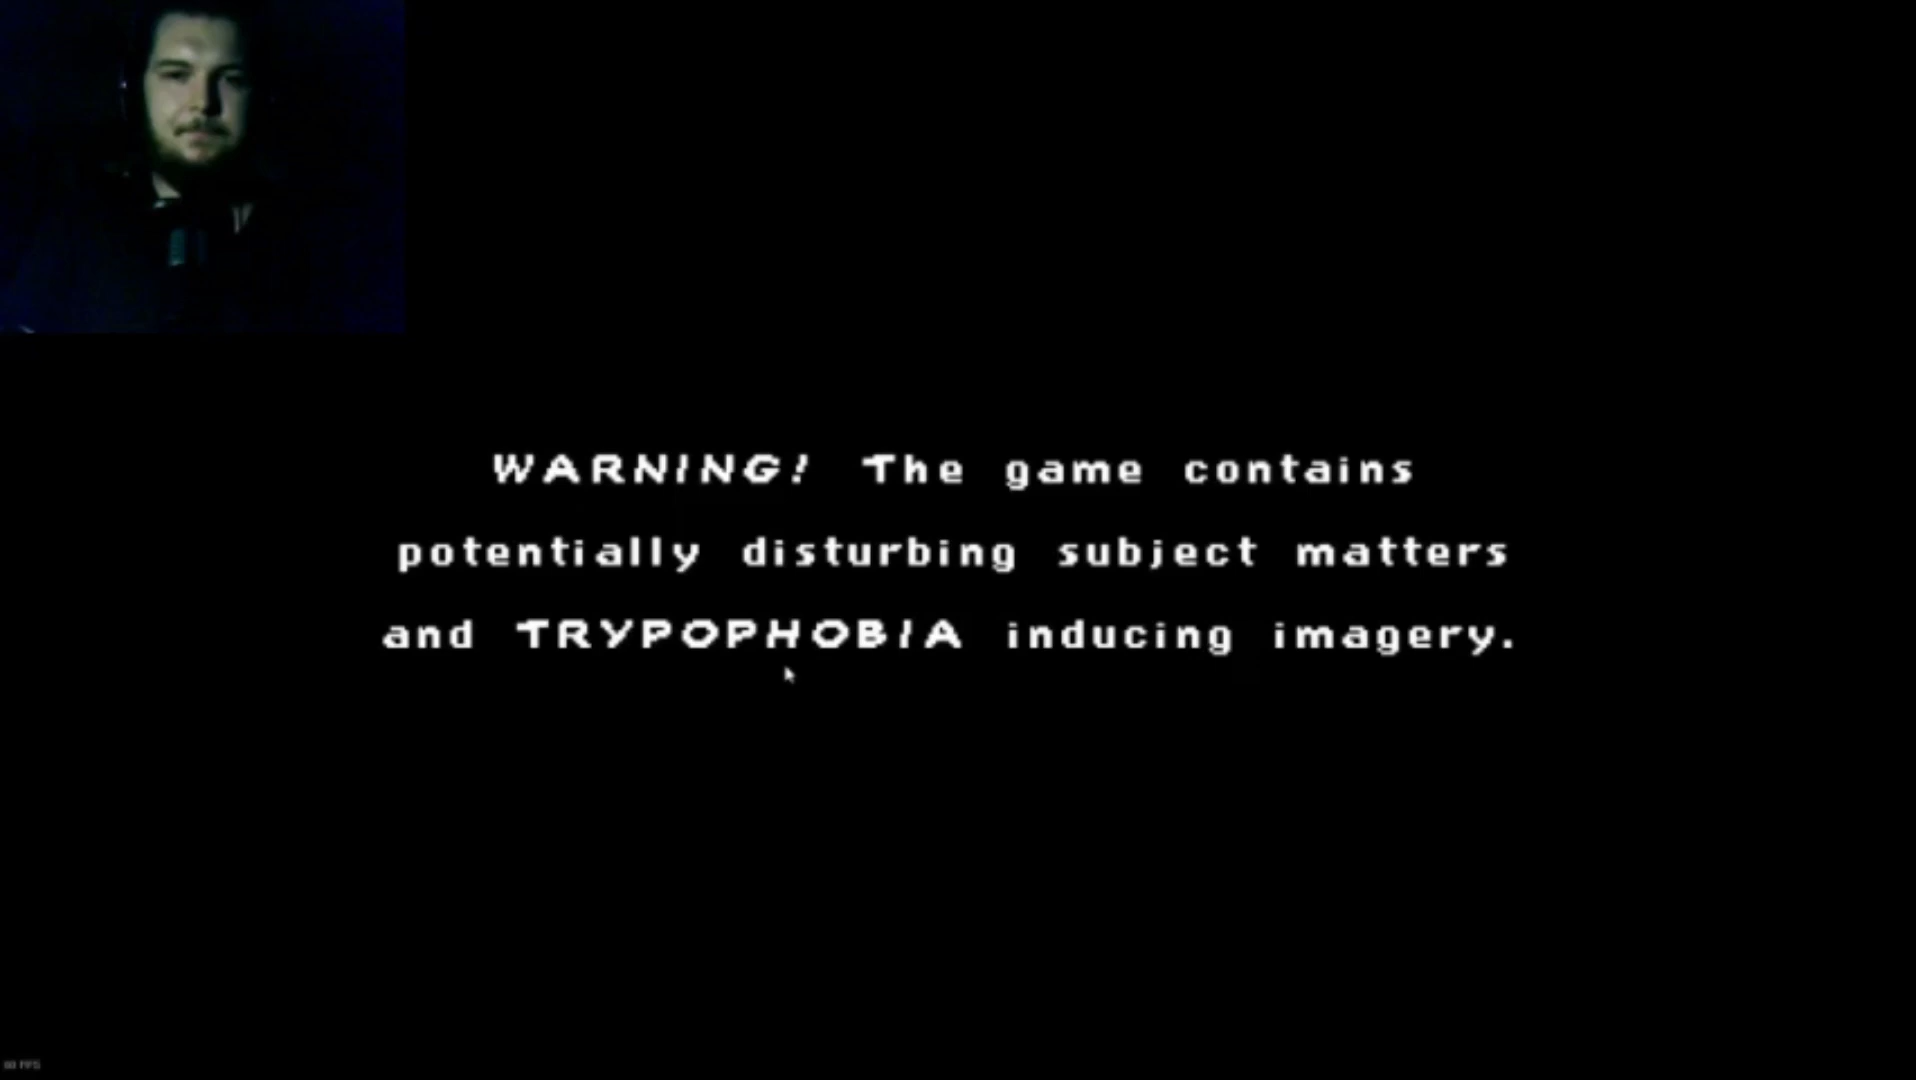 WARNING! The game contains
potentially disturbing subject matters
and TRYPOPHOBIA inducing imagery.